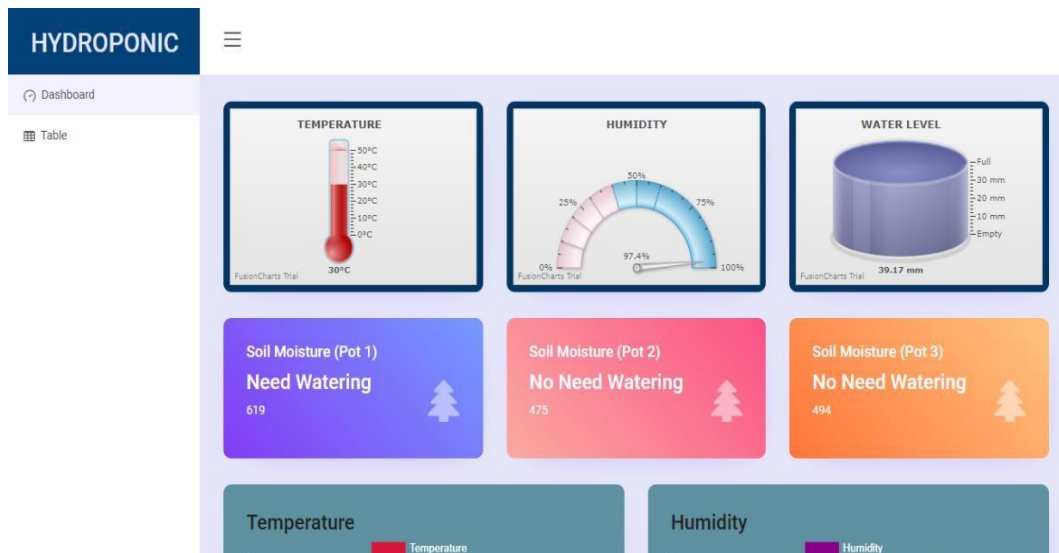 HYDROPONIC
Dashboard
Table
TEMPERATURE
50°C
40°C
30°C
20°C
10°C
0°C
30°C
FusionCharts Trial
HUMIDITY
0%
25%
50%
75%
100%
97.4%
FusionCharts Trial
WATER LEVEL
Full
30 mm
20 mm
10 mm
Empty
39.17 mm
FusionCharts Trial
Soil Moisture (Pot 1)
Need Watering
619
Soil Moisture (Pot 2)
No Need Watering
475
Soil Moisture (Pot 3)
No Need Watering
494
Temperature
Temperature
Humidity
Humidity